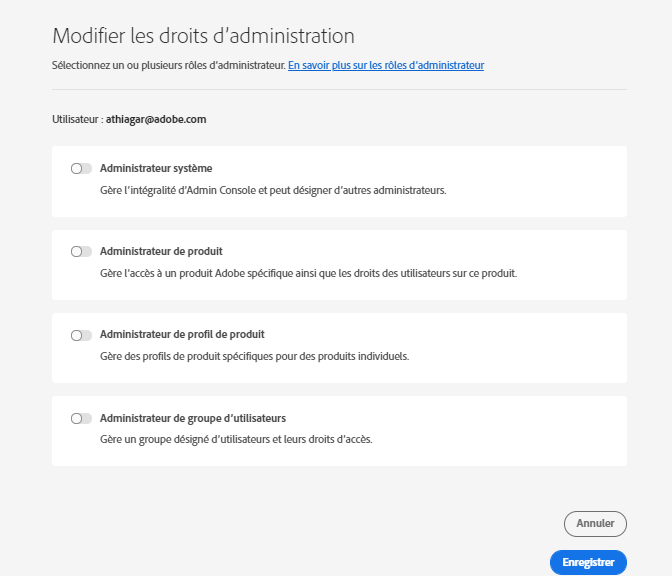 Modifier les droits d’administration
Sélectionnez un ou plusieurs rôles d’administrateur. En savoir plus sur les rôles d’administrateur
Utilisateur : athiagar@adobe.com
Administrateur système
Gère l’intégralité d’Admin Console et peut désigner d’autres administrateurs.
Administrateur de produit
Gère l’accès à un produit Adobe spécifique ainsi que les droits des utilisateurs sur ce produit.
Administrateur de profil de produit
Gère des profils de produit spécifiques pour des produits individuels.
Administrateur de groupe d’utilisateurs
Gère un groupe désigné d’utilisateurs et leurs droits d’accès.
Annuler
Enregistrer